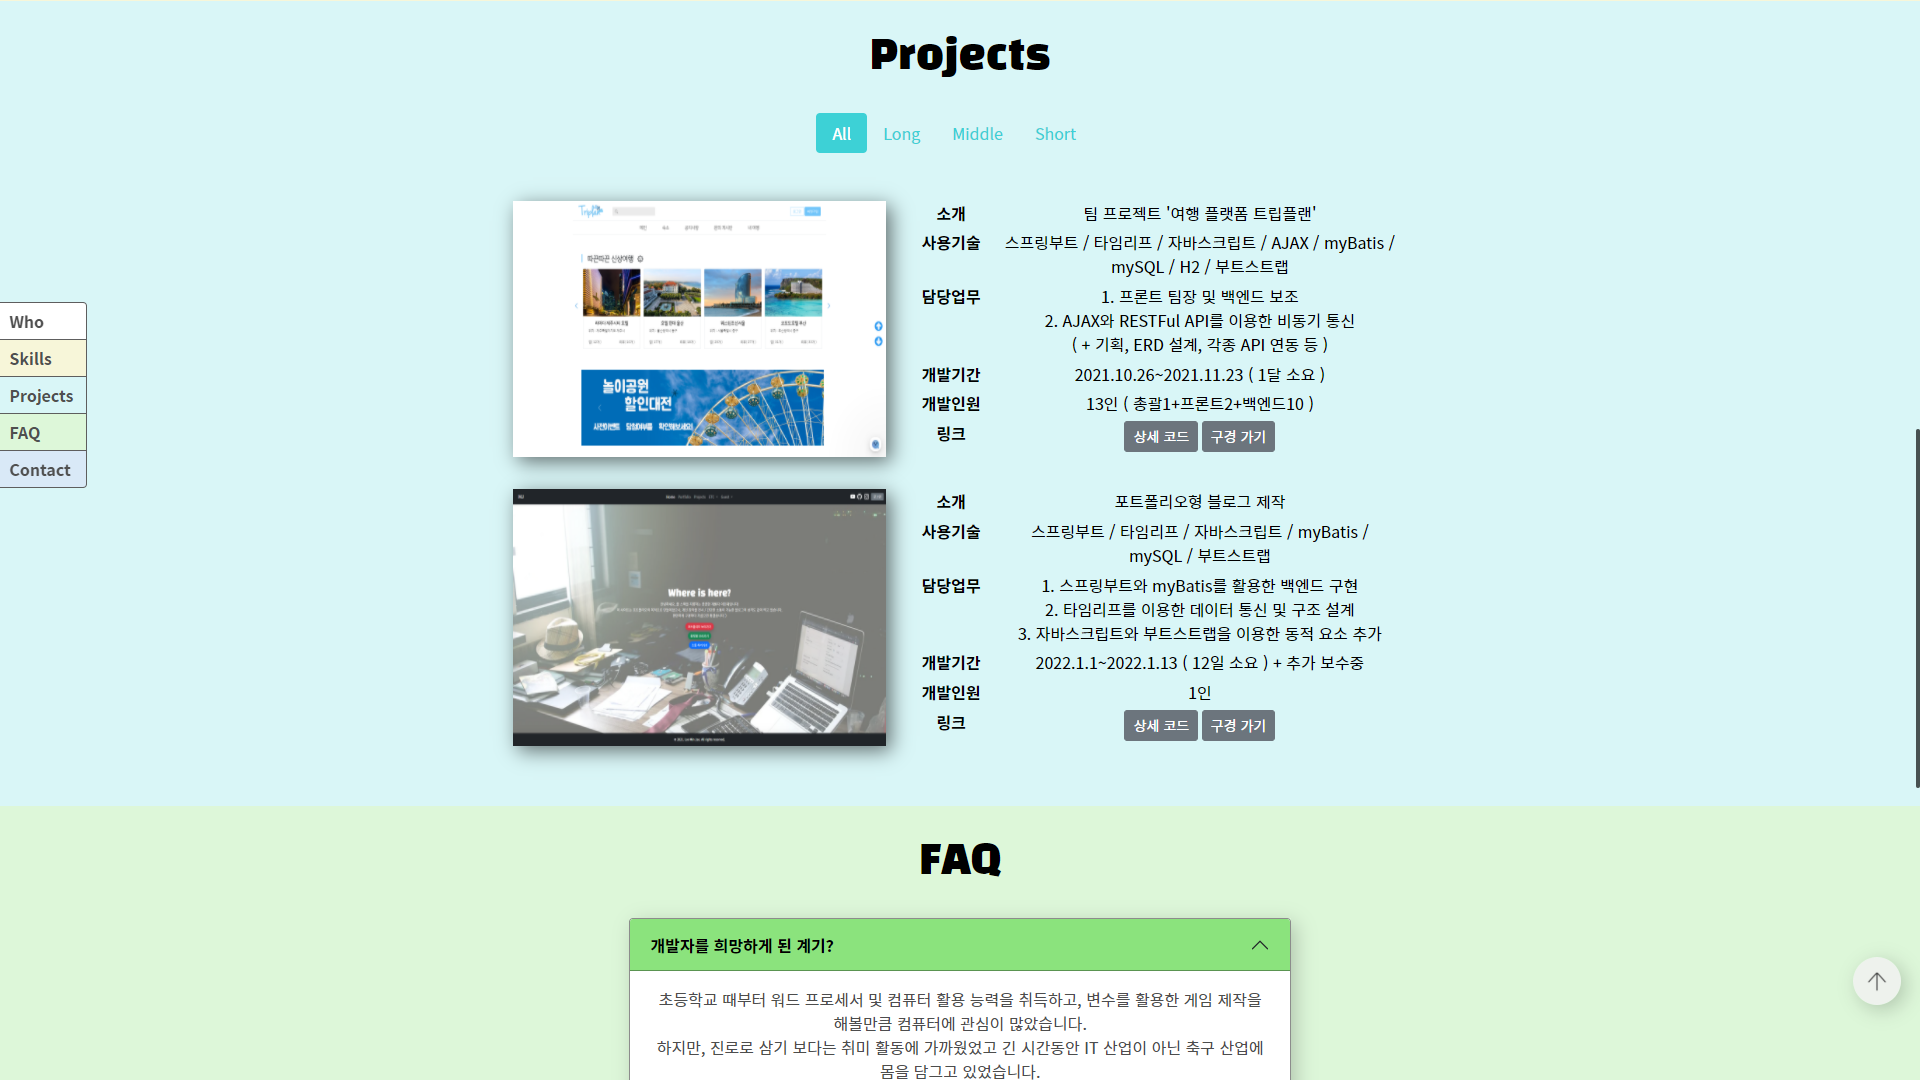 Projects
All
Long
Middle
Short
Who
Skills
Projects
FAQ
Contact
따끈따끈 신상여행
놀이공원
할인대전
소개
팀 프로젝트 '여행 플랫폼 트립플랜'
사용기술
스프링부트 / 타임리프 / 자바스크립트 / AJAX / myBatis /
mySQL / H2 / 부트스트랩
담당업무
1. 프론트 팀장 및 백엔드 보조
2. AJAX와 RESTFul API를 이용한 비동기 통신
( + 기획, ERD 설계, 각종 API 연동 등 )
개발기간
2021.10.26~2021.11.23 ( 1달 소요 )
개발인원
13인 ( 총괄1+프론트2+백엔드10 )
링크
상세 코드
구경 가기
Where is here?
소개
포트폴리오형 블로그 제작
사용기술
스프링부트 / 타임리프 / 자바스크립트 / myBatis /
mySQL / 부트스트랩
담당업무
1. 스프링부트와 myBatis를 활용한 백엔드 구현
2. 타임리프를 이용한 데이터 통신 및 구조 설계
3. 자바스크립트와 부트스트랩을 이용한 동적 요소 추가
개발기간
2022.1.1~2022.1.13 ( 12일 소요 ) + 추가 보수중
개발인원
1인
링크
상세 코드
구경 가기
FAQ
개발자를 희망하게 된 계기?
초등학교 때부터 워드 프로세서 및 컴퓨터 활용 능력을 취득하고, 변수를 활용한 게임 제작을
해볼만큼 컴퓨터에 관심이 많았습니다.
하지만, 진로로 삼기 보다는 취미 활동에 가까웠었고 긴 시간동안 IT 산업이 아닌 축구 산업에
몸을 담그고 있었습니다.